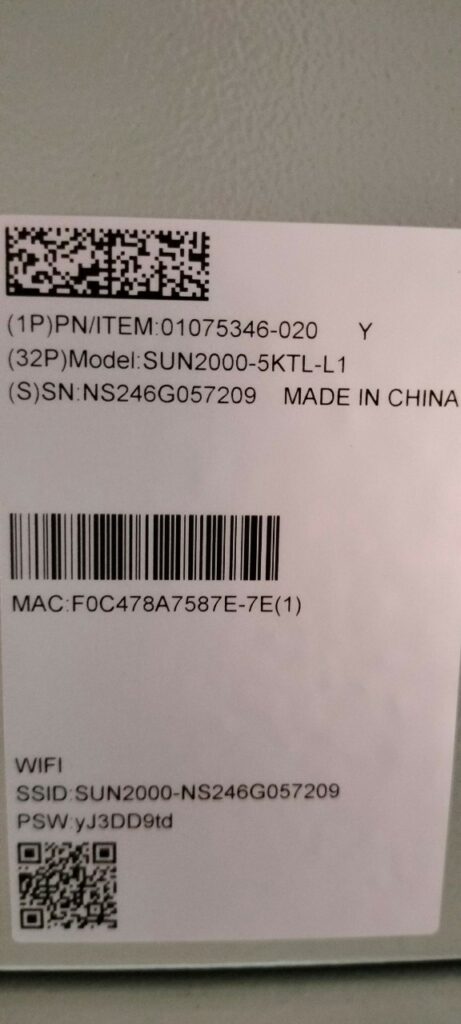 (1P)PN/ITEM:01075346-020 Y
(32P)Model:SUN2000-5KTL-L1
(S)SN:NS246G057209 MADE IN CHINA
MAC:F0C478A7587E-7E(1)
WIFI
SSID:SUN2000-NS246G057209
PSW:yJ3DD9td